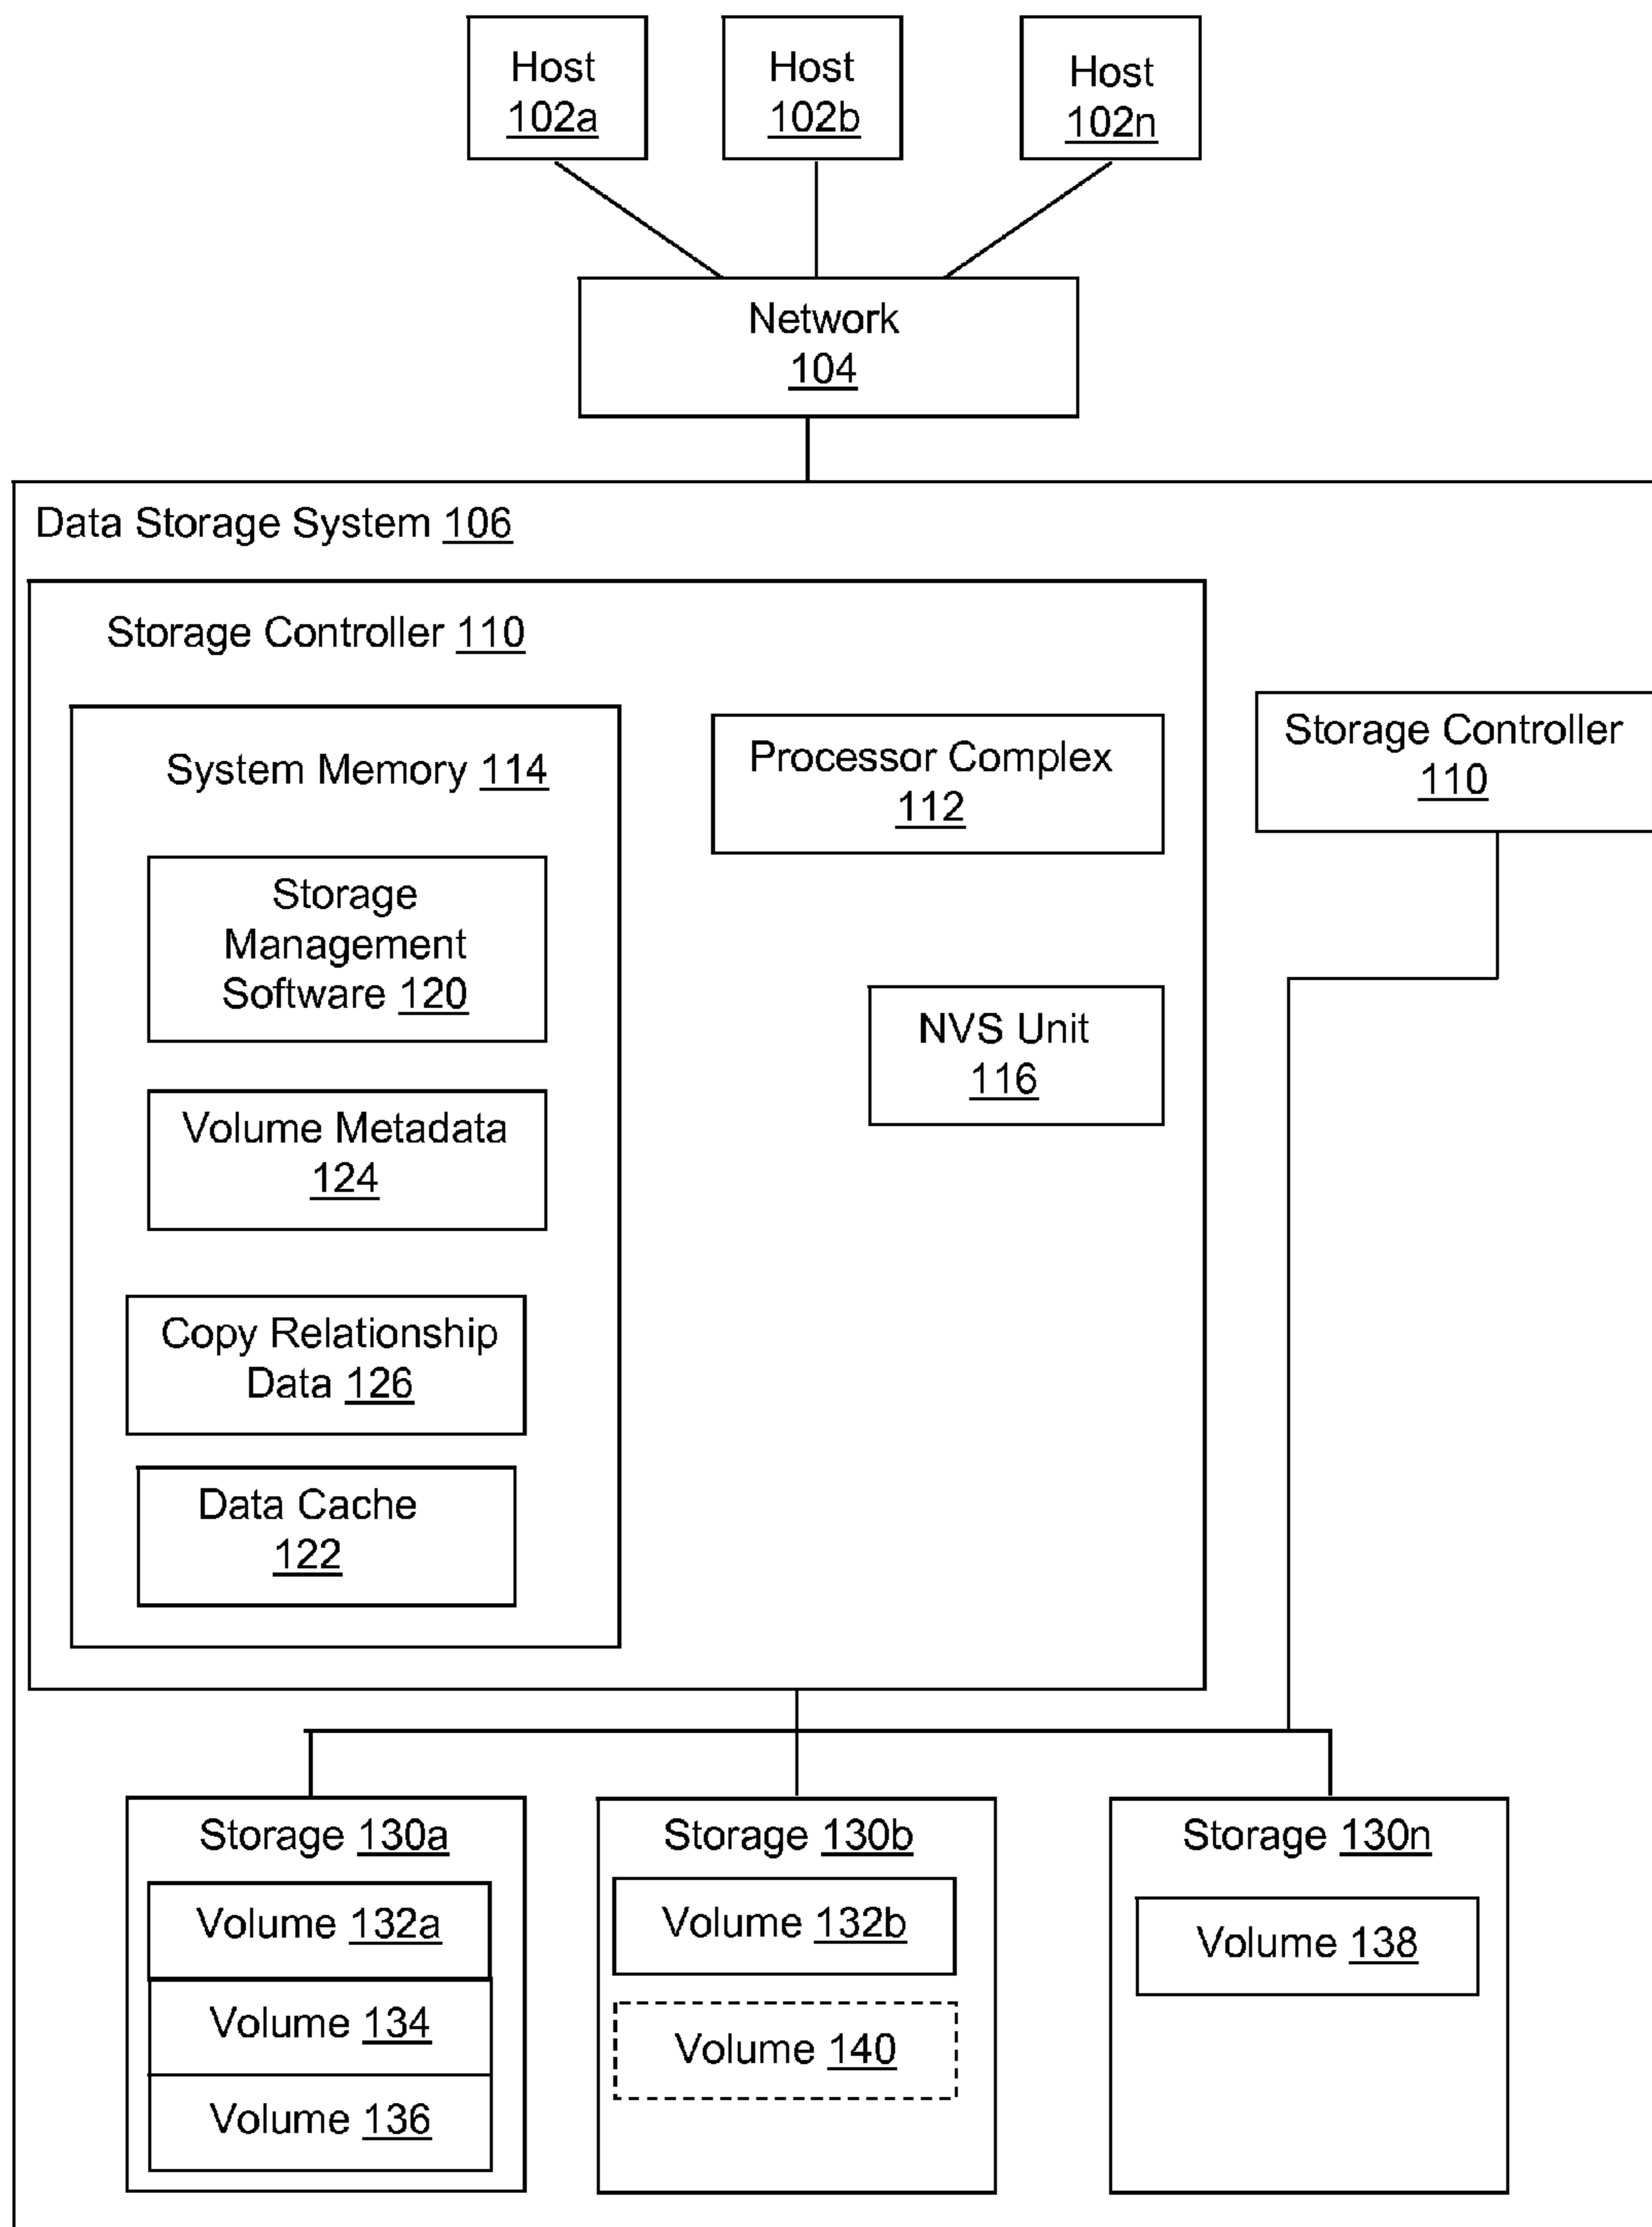 Host
102a
Host
102b
Host
102n
Network
104
Data Storage System 106
Storage Controller 110
System Memory 114
Storage
Management
Software 120
Volume Metadata
124
Copy Relationship
Data 126
Data Cache
122
Processor Complex
112
NVS Unit
116
Storage Controller
110
Storage 130a
Volume 132a
Volume 134
Volume 136
Storage 130b
Volume 132b
Volume 140
Storage 130n
Volume 138